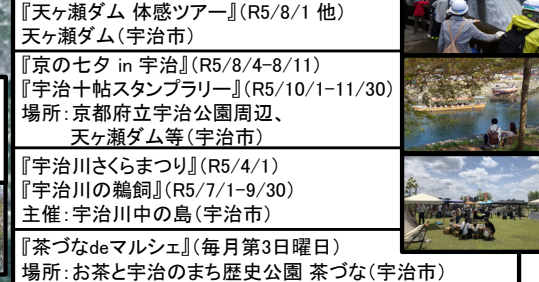 『天ヶ瀬ダム 体感ツアー』(R5/8/1 他)
天ヶ瀬ダム(宇治市)
『京の七夕 in 宇治』(R5/8/4-8/11)
『宇治十帖スタンプラリー』(R5/10/1-11/30)
場所:京都府立宇治公園周辺、
天ヶ瀬ダム等(宇治市)
『宇治川さくらまつり』(R5/4/1)
『宇治川の鵜飼』(R5/7/1-9/30)
主催:宇治川中の島(宇治市)
『茶づなdeマルシェ』(毎月第3日曜日)
場所:お茶と宇治のまち歴史公園 茶づな(宇治市)